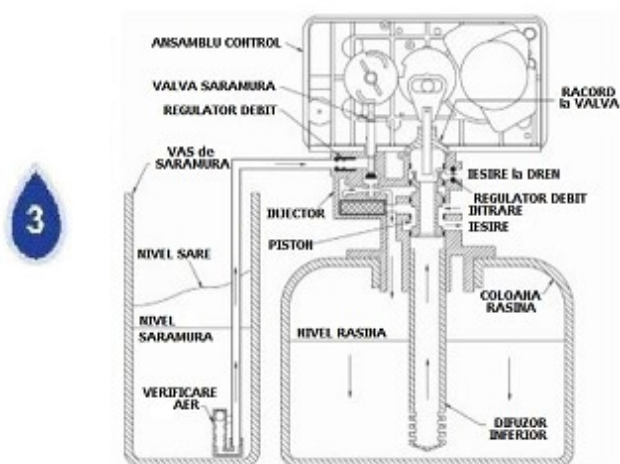 ANSAMBLU CONTROL
VALVA SARAMURA
REGULATOR DEBIT
RACORD
la VALVA
VAS de
SARAMURA
IESIRE la DREN
REGULATOR DEBIT
INTRARE
IESIRE
INJECTOR
PISTON
NIVEL SARE
COLOANA
RASINA
NIVEL
SARAMURA
NIVEL RASINA
VERIFICARE
AER
DIFUZOR
INFERIOR
3